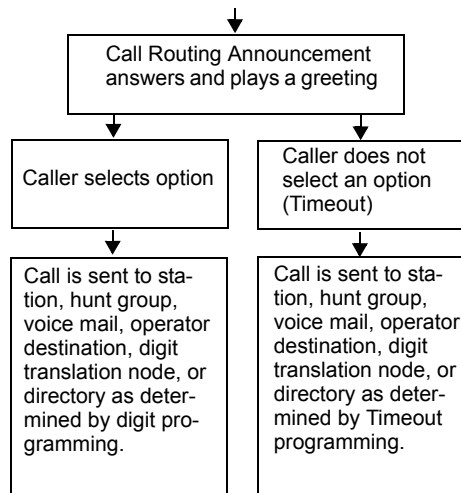 Call Routing Announcement
answers and plays a greeting
Caller selects option
Caller does not
select an option
(Timeout)
Call is sent to sta-
tion, hunt group,
voice mail, operator
destination, digit
translation node, or
directory as deter-
mined by digit pro-
gramming.
Call is sent to sta-
tion, hunt group,
voice mail, operator
destination, digit
translation node, or
directory as deter-
mined by Timeout
programming.